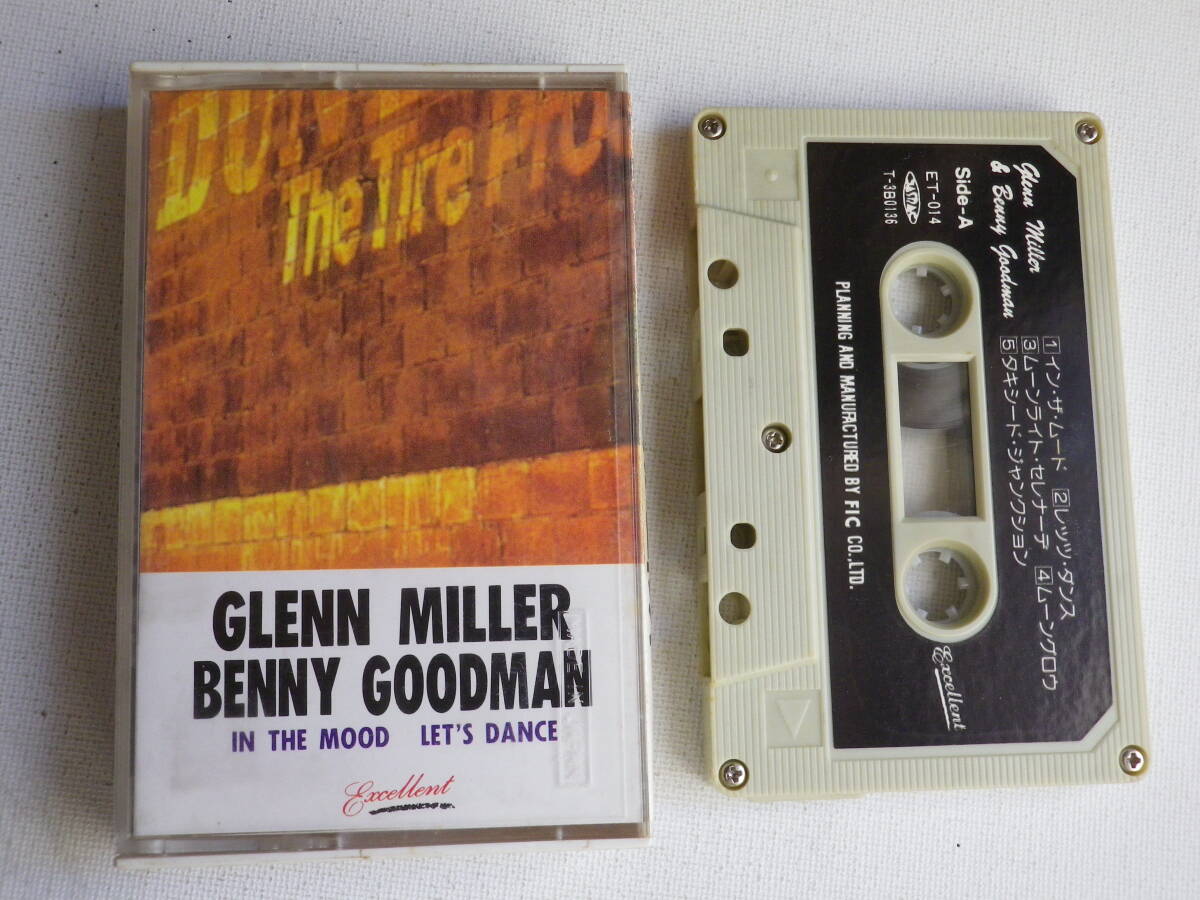 The Tire
GLENN MILLER
BENNY GOODMAN
IN THE MOOD LET'S DANCE
Excellent
Glenn Miller
& Benny Goodman
Side-A
ET-014
JASRAC
T-3B0136
1イン・ザ・ムード 2レッツ・ダンス
3ムーンライト・セレナーデ 4ムーングロウ
5タキシード・ジャンクション
PLANNING AND MANUFACTURED BY FIC CO.,LTD.
Excellent